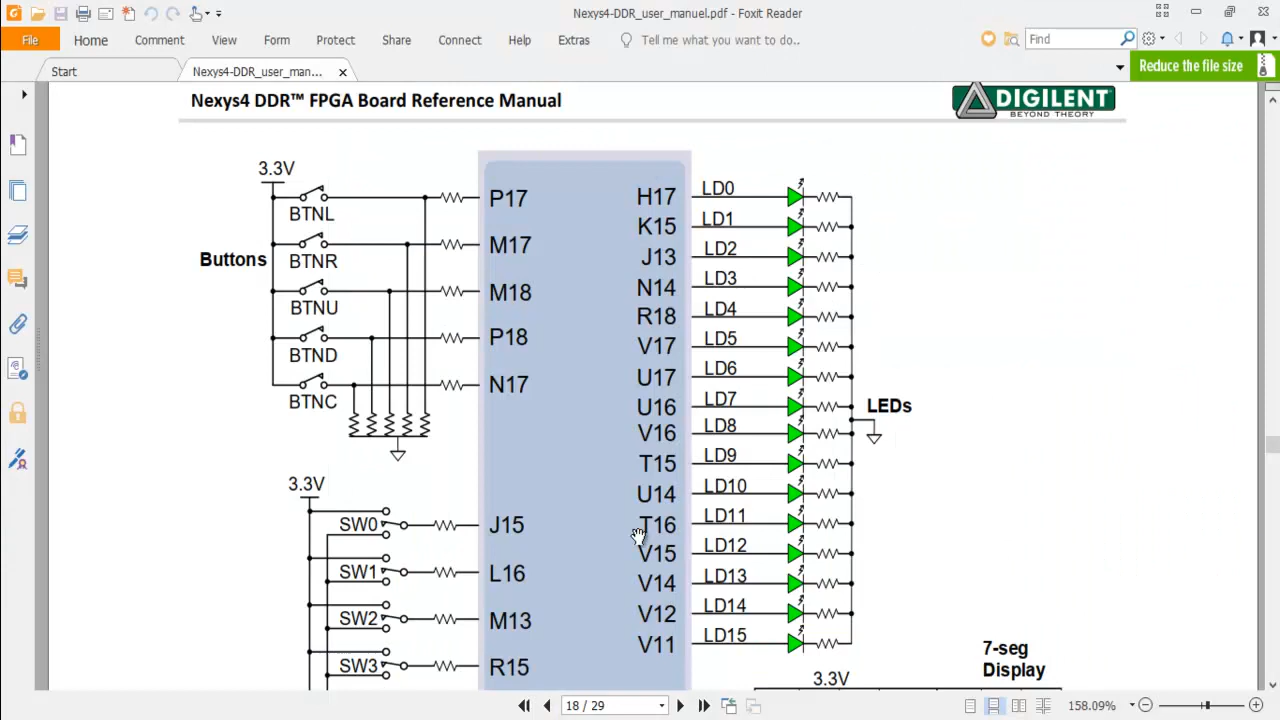 Nexys4-DDR_user_manuel.pdf - Foxit Reader
File Home Comment View Form Protect Share Connect Help Extras Tell me what you want to do.. Find
Start Nexys4-DDR_user_man... Reduce the file size
Nexys4 DDR™ FPGA Board Reference Manual
DIGILENT
BEYOND THEORY
3.3V
BTNL
BTNR
Buttons
BTNU
BTND
BTNC
P17
M17
M18
P18
N17
3.3V
SW0
SW1
SW2
SW3
J15
L16
M13
R15
H17 LD0
K15 LD1
J13 LD2
N14 LD3
R18 LD4
V17 LD5
U17 LD6
U16 LD7
V16 LD8
T15 LD9
U14 LD10
T16 LD11
V15 LD12
V14 LD13
V12 LD14
V11 LD15
LEDs
7-seg
Display
3.3V
18 / 29 158.09%